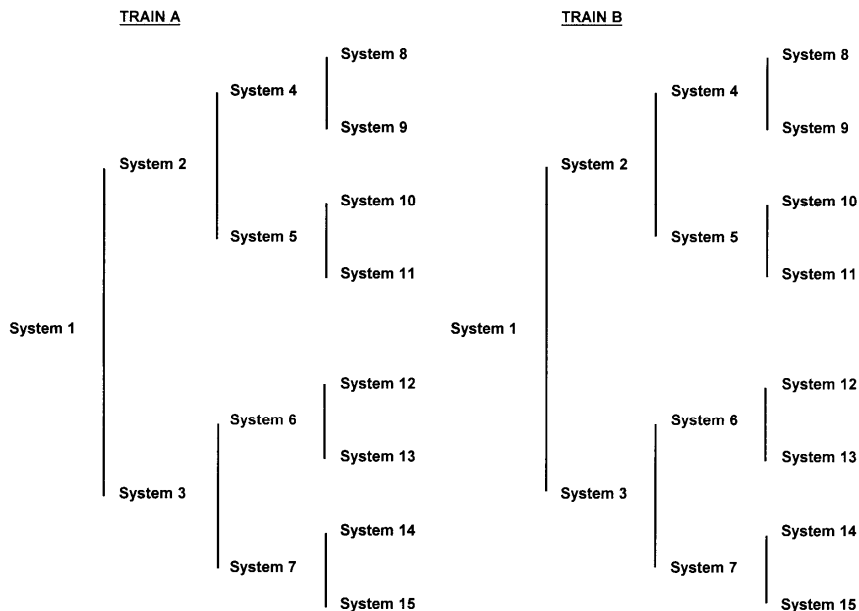 TRAIN A
System 8
System 4
System 9
System 2
System 10
System 5
System 11
System 1
System 12
System 6
System 13
System 3
System 14
System 7
System 15
TRAIN B
System 8
System 4
System 9
System 2
System 10
System 5
System 11
System 1
System 12
System 6
System 13
System 3
System 14
System 7
System 15